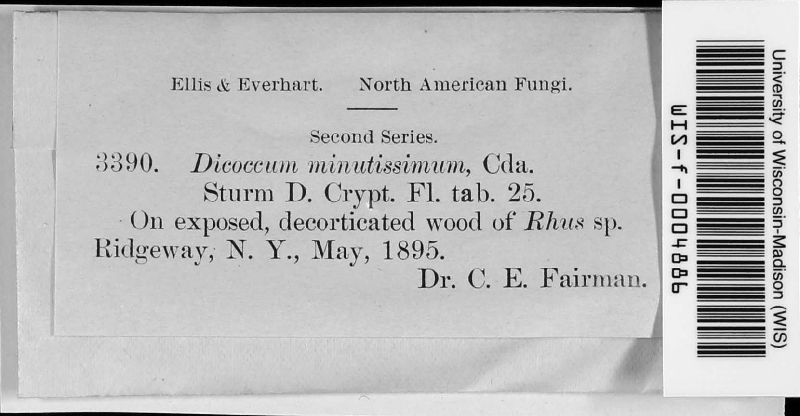 Ellis & Everhart. North American Fungi.
Second Series.
3390. Dicoccum minutissimum, Cda.
Sturm D. Crypt. Fl. tab. 25.
On exposed, decorticated wood of Rhus sp.
Ridgeway, N. Y., May, 1895.
Dr. C. E. Fairman.
WIS-f-0004886
University of Wisconsin-Madison (WIS)